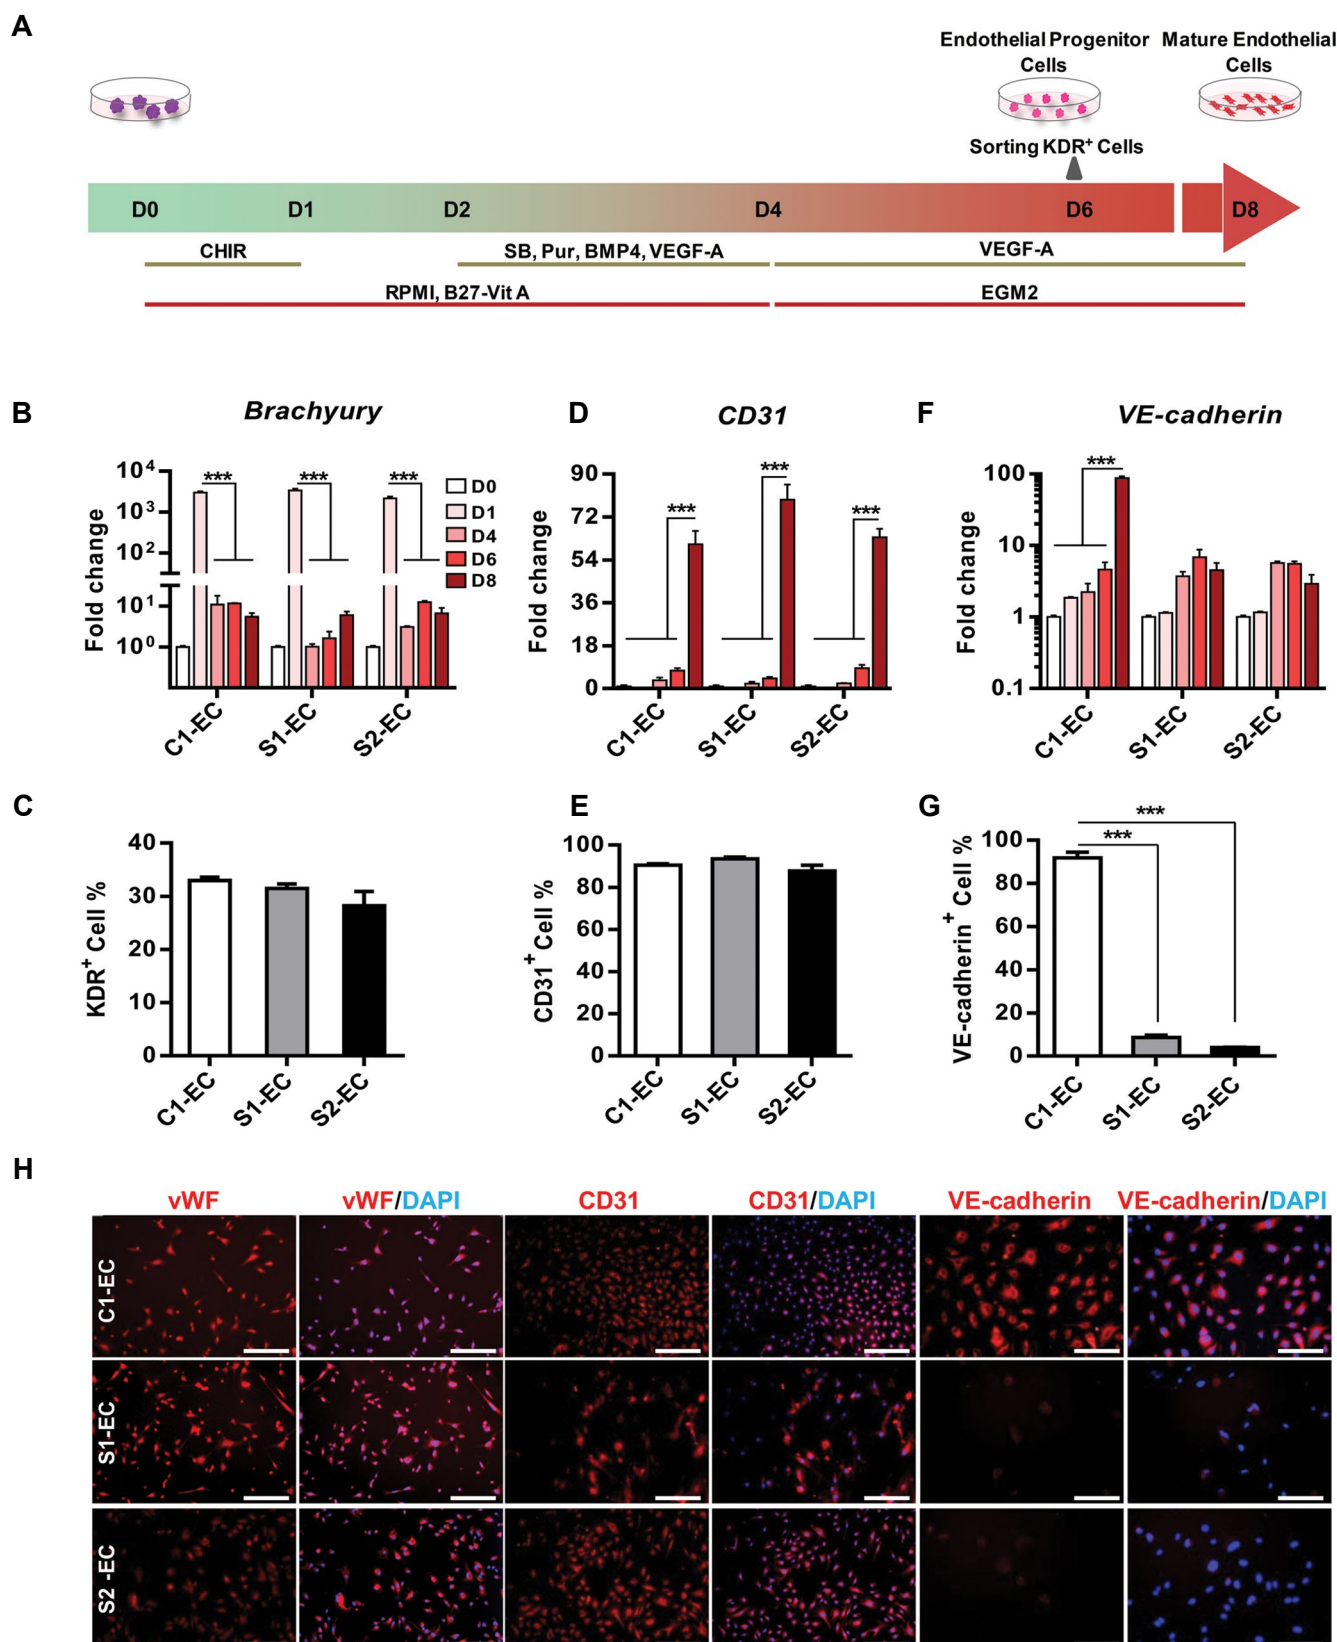 A
Endothelial Progenitor Cells
Mature Endothelial Cells
Sorting KDR+ Cells
D0 D1 D2 D4 D6 D8
CHIR SB, Pur, BMP4, VEGF-A VEGF-A
RPMI, B27-Vit A EGM2
B
Brachyury
Fold change
10^4
10^3
10^2
10^1
10^0
*** *** ***
D0
D1
D4
D6
D8
C1-EC S1-EC S2-EC
D
CD31
Fold change
90
72
54
36
18
0
*** *** ***
C1-EC S1-EC S2-EC
F
VE-cadherin
Fold change
100
10
1
0.1
***
C1-EC S1-EC S2-EC
C
KDR+ Cell %
40
30
20
10
0
C1-EC S1-EC S2-EC
E
CD31+ Cell %
100
80
60
40
20
0
C1-EC S1-EC S2-EC
G
VE-cadherin+ Cell %
100
80
60
40
20
0
***
***
C1-EC S1-EC S2-EC
H
vWF vWF/DAPI CD31 CD31/DAPI VE-cadherin VE-cadherin/DAPI
C1-EC
S1-EC
S2 -EC